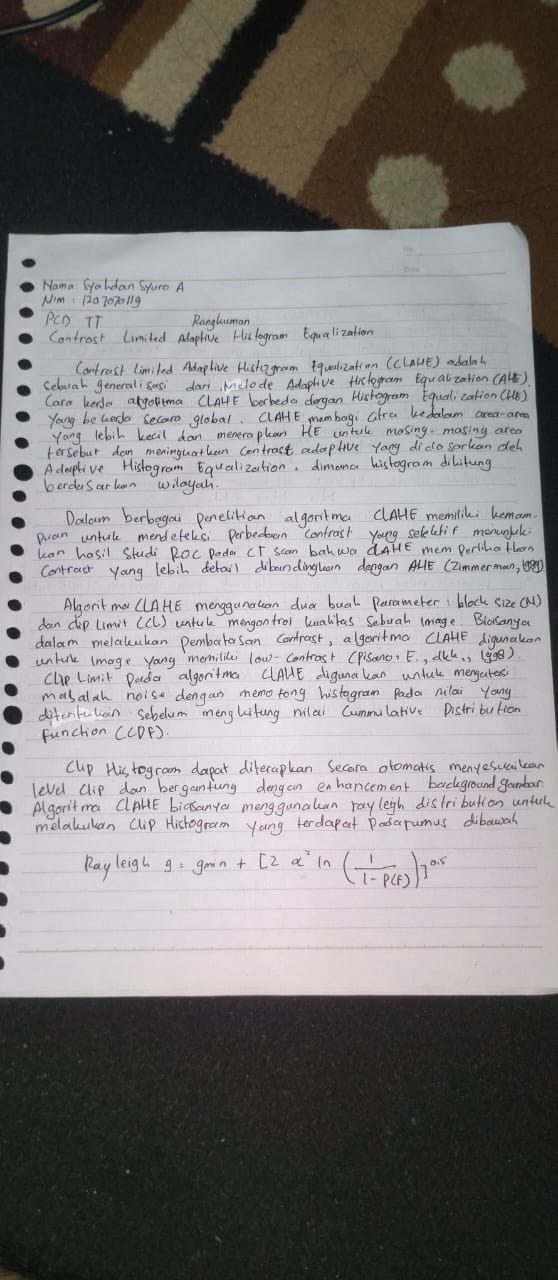 No
Date
Nama: Syahdan Syuro A
Nim : 1207070119
PCD TT Rangkuman
Contrast Limited Adaptive Histogram Equalization
Contrast Limited Adaptive Histogram Equalization (CLAHE) adalah
Sebuah generalisasi dari Metode Adaptive Histogram Equalization (AHE).
Cara kerja algoritma CLAHE berbeda dengan Histogram Equalization (HE)
Yang bekerja Secara global. CLAHE membagi citra kedalam area-area
Yang lebih kecil dan menerapkan HE untuk masing-masing area
tersebut dan meningkatkan Contrast adaptive Yang didasarkan oleh
Adaptive Histogram Equalization. dimana histogram dihitung
berdasarkan wilayah.
Dalam berbagai penelitian algoritma CLAHE memiliki kemam-
puan untuk mendeteksi Perbedaan Contrast yang selektif menunjuk-
kan hasil Studi ROC Pada CT Scan bahwa CLAHE memperlihatkan
Contrast Yang lebih detail dibandingkan dengan AHE (Zimmerman,
Algoritma CLAHE menggunakan dua buah Parameter : block Size (N)
dan clip Limit (CL) untuk mengontrol kualitas Sebuah Image. Biasanya
dalam melakukan Pembatasan Contrast, algoritma CLAHE digunakan
untuk Image Yang memiliki low-Contrast (Pisano, E., dkk., 1998).
Clip Limit Pada algoritma CLAHE digunakan untuk mengatasi
masalah noise dengan memotong histogram Pada nilai Yang
ditentukan Sebelum menghitung nilai Cummulative Distribution
Function (CDF).
Clip Histogram dapat diterapkan Secara otomatis menyesuaikan
level Clip dan bergantung dengan enhancement background gambar.
Algoritma CLAHE biasanya menggunakan rayleigh distribution untuk
melakukan Clip Histogram Yang terdapat Padarumus dibawah
Rayleigh g = gmin + [2 α² ln (1 / 1 - P(F))]^0.5